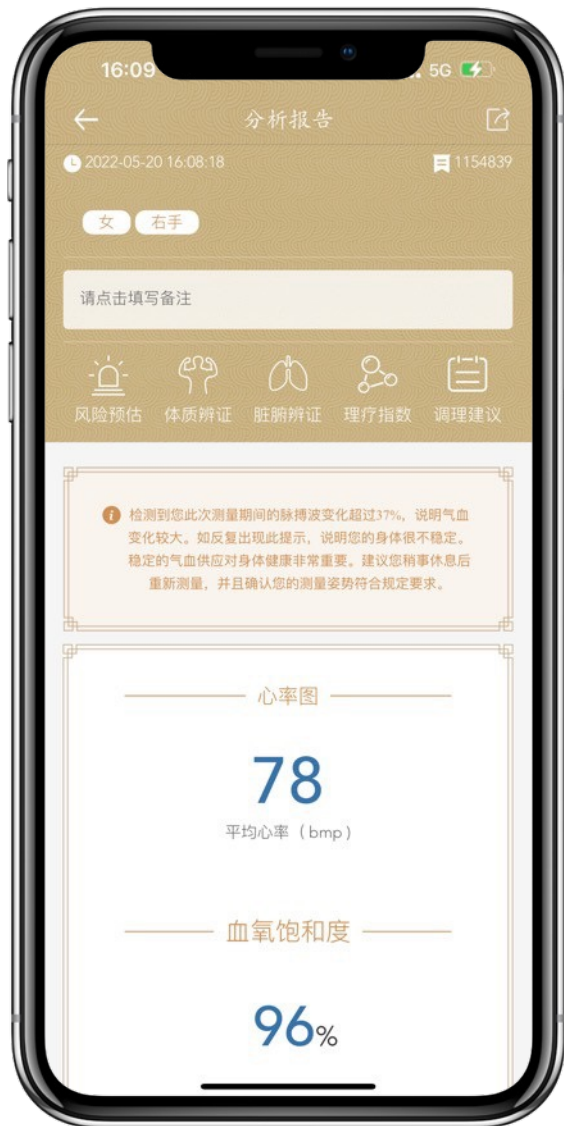 16:09
5G
分析报告
2022-05-20 16:08:18
1154839
女 右手
请点击填写备注
风险预估 体质辨证 脏腑辨证 理疗指数 调理建议
检测到您此次测量期间的脉搏波变化超过37%，说明气血
变化较大。如反复出现此提示，说明您的身体很不稳定。
稳定的气血供应对身体健康非常重要。建议您稍事休息后
重新测量，并且确认您的测量姿势符合规定要求。
心率图
78
平均心率（bmp）
血氧饱和度
96%